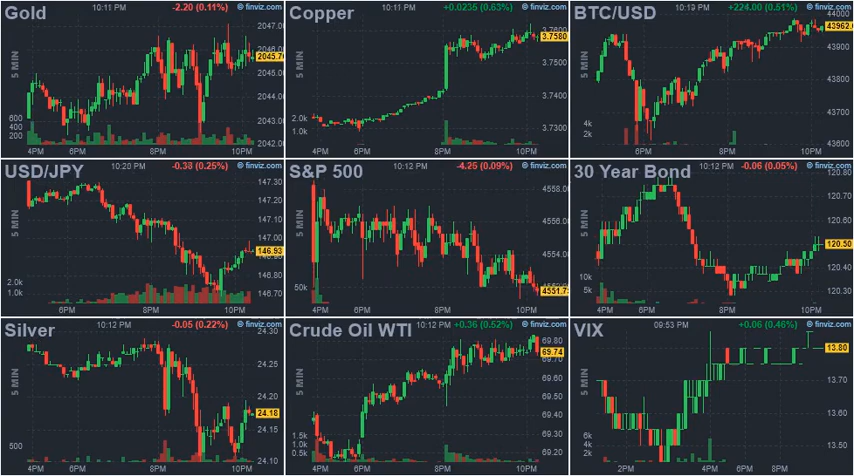 Gold 10:11 PM -2.20 (0.11%) © finviz.com
5 MIN
2047.00
2046.00
2045.70
2044.00
2043.00
2042.00
600
400
200
4PM 6PM 8PM 10PM
Copper 10:11 PM +0.0235 (0.63%) © finviz.com
5 MIN
3.7600
3.7580
3.7400
3.7300
2.0k
1.0k
4PM 6PM 8PM 10PM
BTC/USD 10:19 PM +224.00 (0.51%) © finviz.com
5 MIN
44000
43962.0
43900
43800
43700
43600
4k
2k
6PM 8PM 10PM
USD/JPY 10:20 PM -0.36 (0.25%) © finviz.com
5 MIN
147.30
147.20
147.10
147.00
146.93
146.80
146.70
2.0k
1.0k
6PM 8PM 10PM
S&P 500 10:12 PM -4.25 (0.09%) © finviz.com
5 MIN
4558.00
4556.00
4554.00
4551.75
50k
4PM 6PM 8PM 10PM
30 Year Bond 10:12 PM -0.06 (0.05%) © finviz.com
5 MIN
120.80
120.70
120.60
120.50
120.40
120.30
10k
5k
4PM 6PM 8PM 10PM
Silver 10:12 PM -0.05 (0.22%) © finviz.com
5 MIN
24.30
24.25
24.20
24.18
24.15
24.10
500
4PM 6PM 8PM 10PM
Crude Oil WTI 10:12 PM +0.36 (0.52%) © finviz.com
5 MIN
69.80
69.74
69.60
69.50
69.40
69.30
69.20
1.5k
1.0k
0.5k
4PM 6PM 8PM 10PM
VIX 09:53 PM +0.06 (0.46%) © finviz.com
5 MIN
13.80
13.70
13.60
13.50
6k
4k
2PM 4PM 6PM 8PM